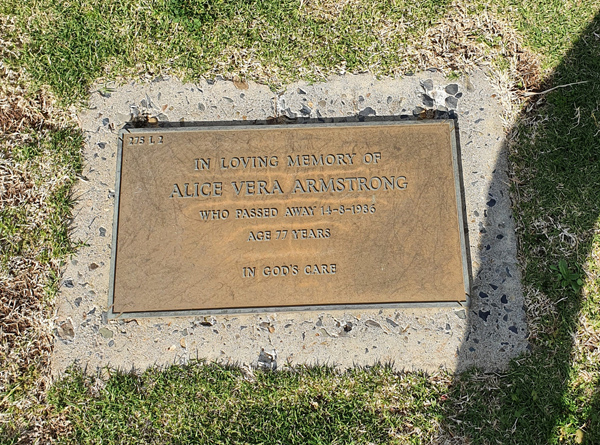 275 L 2
IN LOVING MEMORY OF
ALICE VERA ARMSTRONG
WHO PASSED AWAY 14-8-1986
AGE 77 YEARS
IN GOD'S CARE